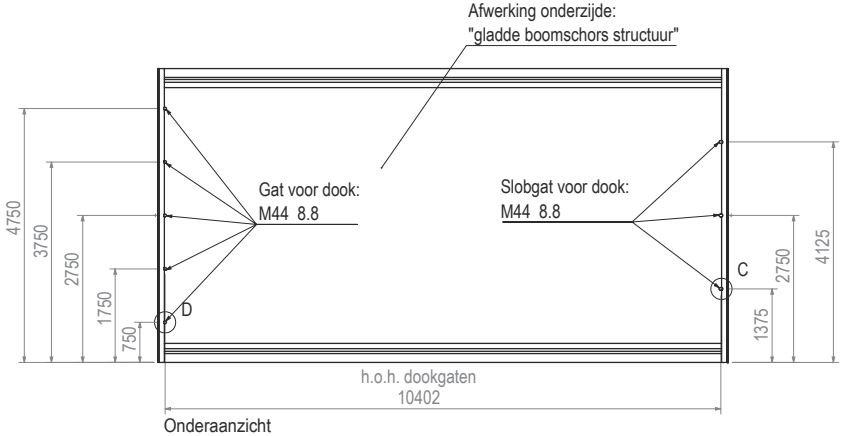 Afwerking onderzijde:
"gladde boomschors structuur"
Gat voor dook:
M44 8.8
Slobgat voor dook:
M44 8.8
4750
3750
2750
1750
750
D
C
1375
2750
4125
h.o.h. dookgaten
10402
Onderaanzicht